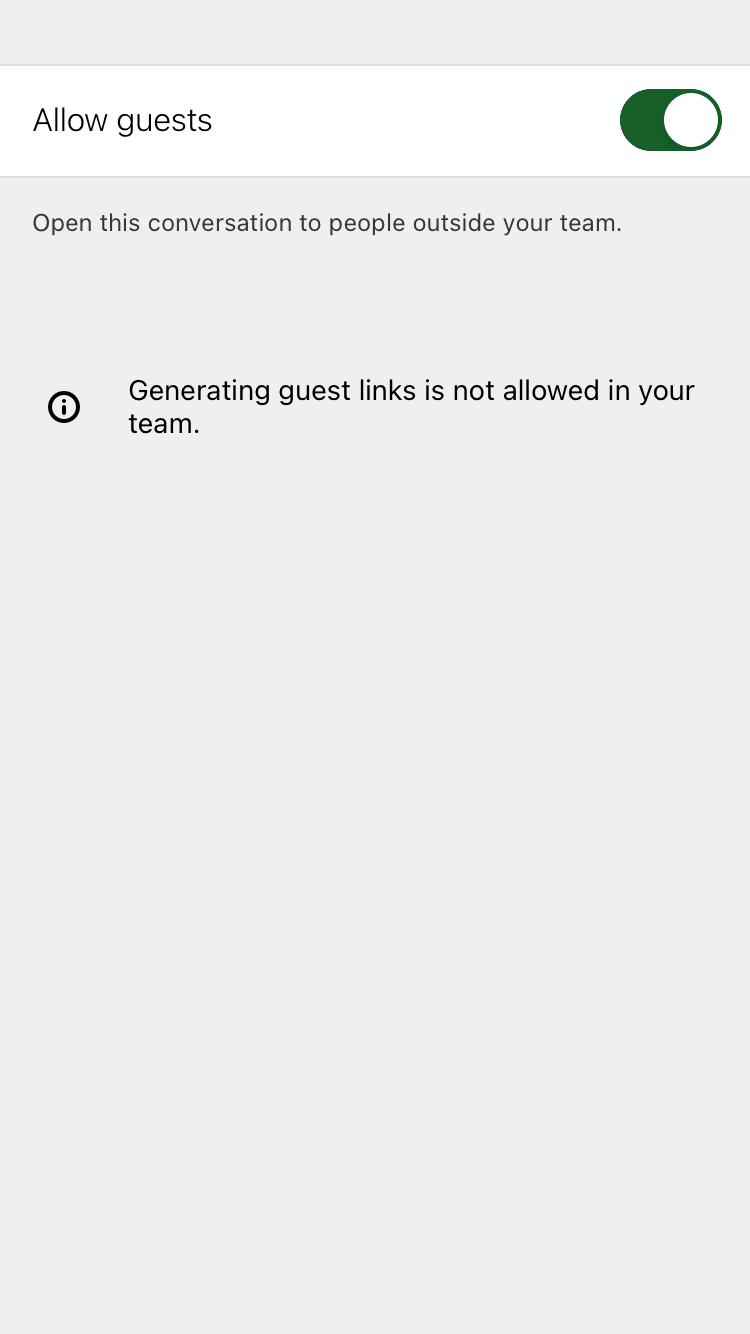 Allow guests
Open this conversation to people outside your team.
Generating guest links is not allowed in your
team.